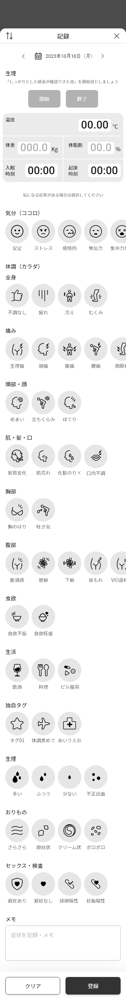 記録
2023年10月10日（月）
生理
「しっかりとした経血が確認できた日」を開始日としましょう
開始 終了
温度 00.00 ℃
体重 000.0 Kg 体脂肪 00.0 %
入眠時刻 00:00 起床時刻 00:00
気になる症状がある場合は選択してください
気分（ココロ）
安定 ストレス 感情的 無気力 集中力
体調（カラダ）
全身
不調なし 疲れ 冷え むくみ
痛み
生理痛 頭痛 腹痛 腰痛 関節
頭部・顔
めまい 立ちくらみ ほてり
肌・髪・口
髪質変化 肌荒れ 化粧のり× 口内不調
胸部
胸のはり 吐き気
腹部
膨満感 便秘 下痢 尿もれ VIO違
食欲
食欲不振 食欲旺盛
生活
飲酒 料理 ピル服用
独自タグ
タグ01 体調悪めで あいうえお
生理
多い ふつう 少ない 不正出血
おりもの
さらさら 卵白状 クリーム状 ボロボロ
セックス・検査
避妊あり 避妊なし 排卵陽性 妊娠陽性
メモ
症状を記録・メモ
クリア 登録